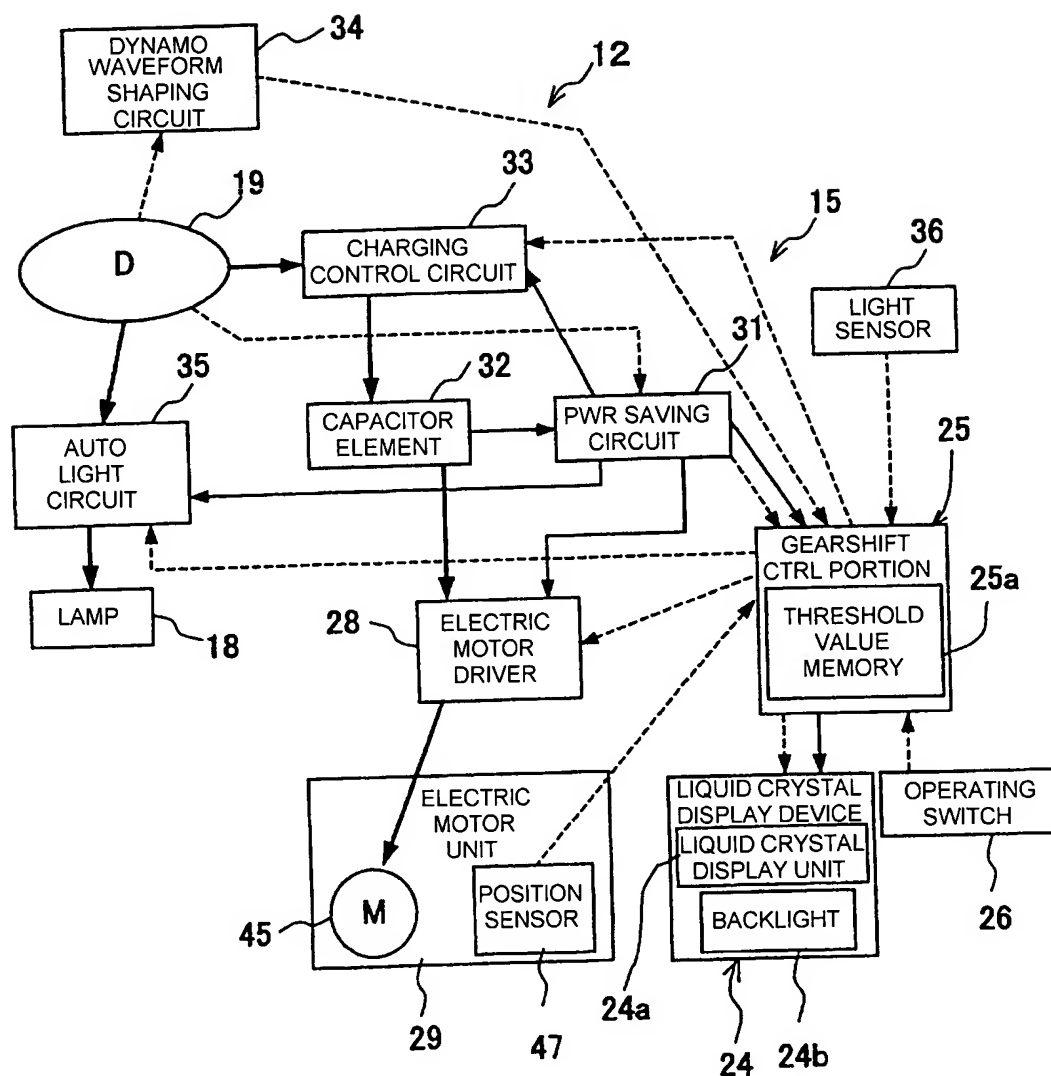 34
DYNAMO
WAVEFORM
SHAPING
CIRCUIT
12
19
33
15
D
CHARGING
CONTROL CIRCUIT
36
LIGHT
SENSOR
35
32
31
AUTO
LIGHT
CIRCUIT
CAPACITOR
ELEMENT
PWR SAVING
CIRCUIT
25
GEARSHIFT
CTRL PORTION
25a
THRESHOLD
VALUE
MEMORY
LAMP
18
28
ELECTRIC
MOTOR
DRIVER
ELECTRIC
MOTOR
UNIT
LIQUID CRYSTAL
DISPLAY DEVICE
LIQUID CRYSTAL
DISPLAY UNIT
BACKLIGHT
OPERATING
SWITCH
M
POSITION
SENSOR
45
26
29
47
24a
24
24b